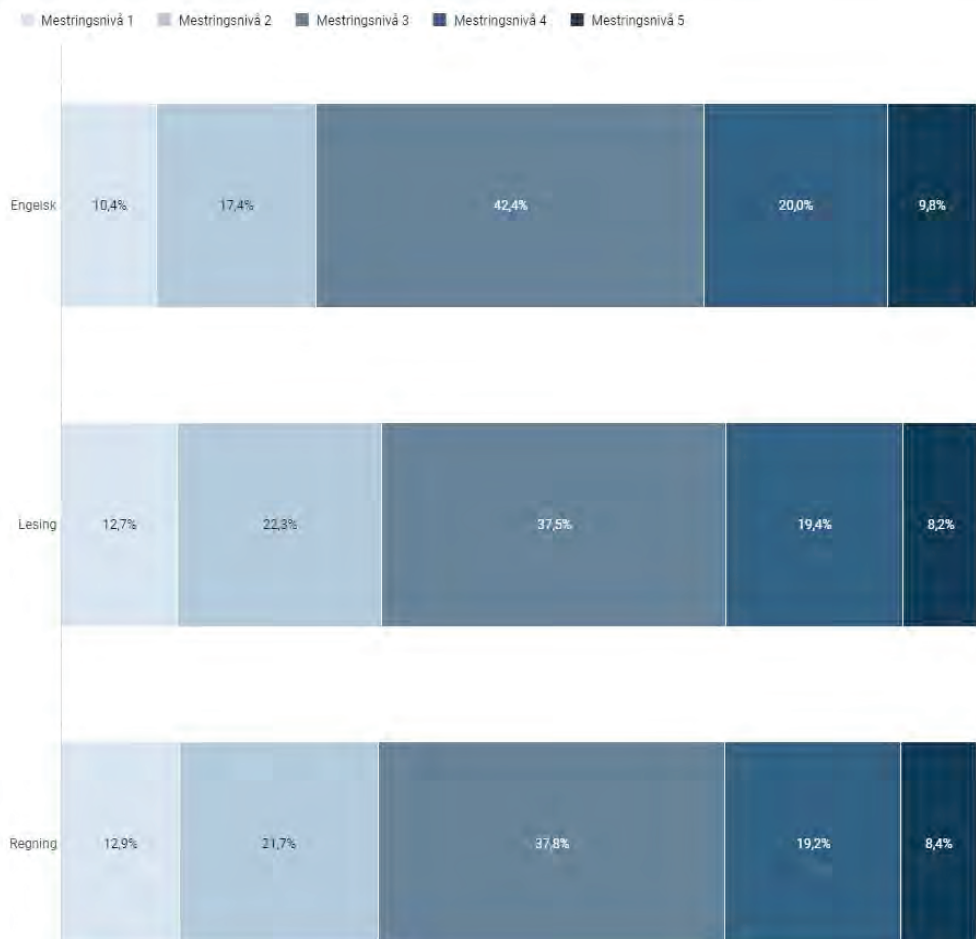 Mestringsnivå 1 Mestringsnivå 2 Mestringsnivå 3 Mestringsnivå 4 Mestringsnivå 5
Engelsk 10,4% 17,4% 42,4% 20,0% 9,8%
Lesing 12,7% 22,3% 37,5% 19,4% 8,2%
Regning 12,9% 21,7% 37,8% 19,2% 8,4%